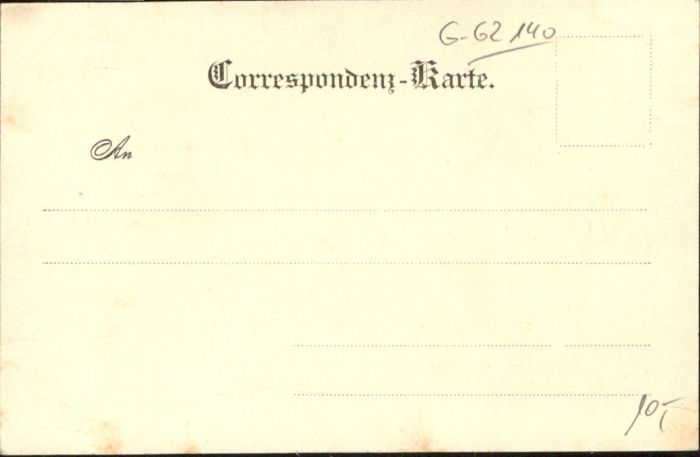 G-62 140
Correspondenz-Karte.
An
10,-